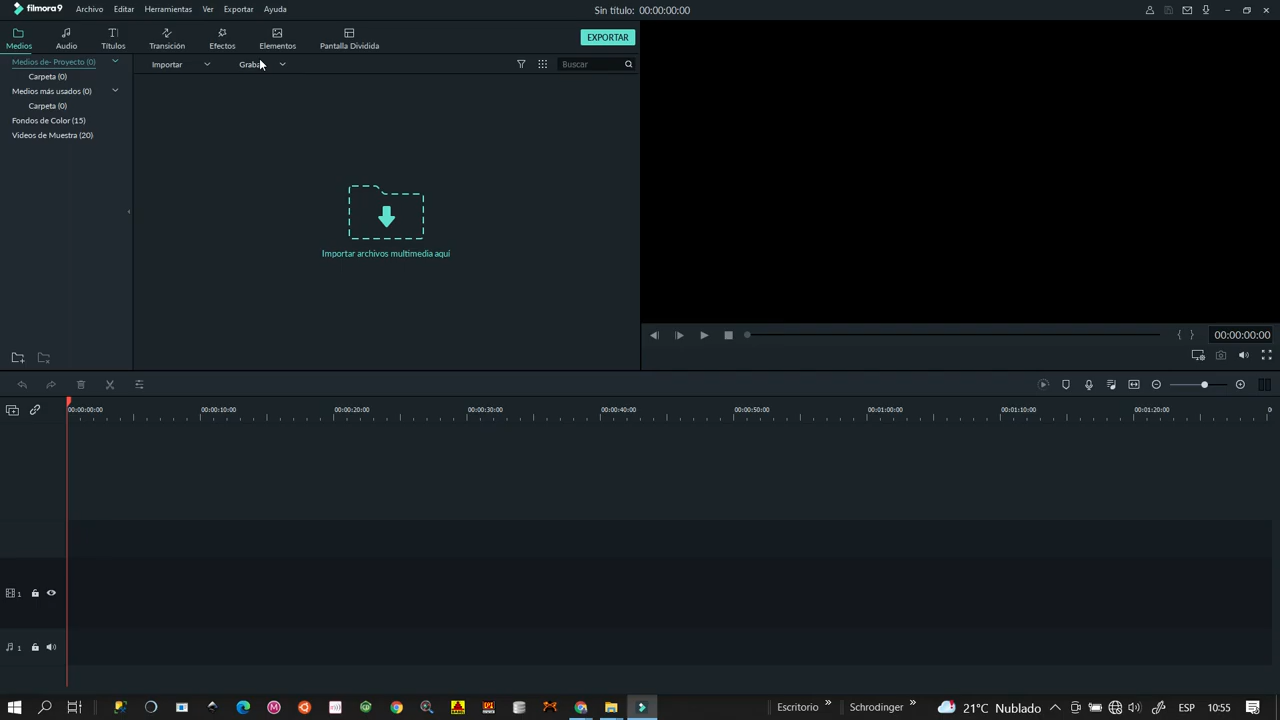 filmora9 Archivo Editar Herramientas Ver Exportar Ayuda Sin título: 00:00:00:00
Medios Audio Títulos Transición Efectos Elementos Pantalla Dividida EXPORTAR
Medios de- Proyecto (0)
Importar
Buscar
Carpeta (0)
Medios más usados (0)
Carpeta (0)
Fondos de Color (15)
Videos de Muestra (20)
Importar archivos multimedia aquí
{ } 00:00:00:00
00:00:00:00 00:00:10:00 00:00:20:00 00:00:30:00 00:00:40:00 00:00:50:00 00:01:00:00 00:01:10:00 00:01:20:00
1
1
Escritorio » Schrodinger » 21°C Nublado ESP 10:55